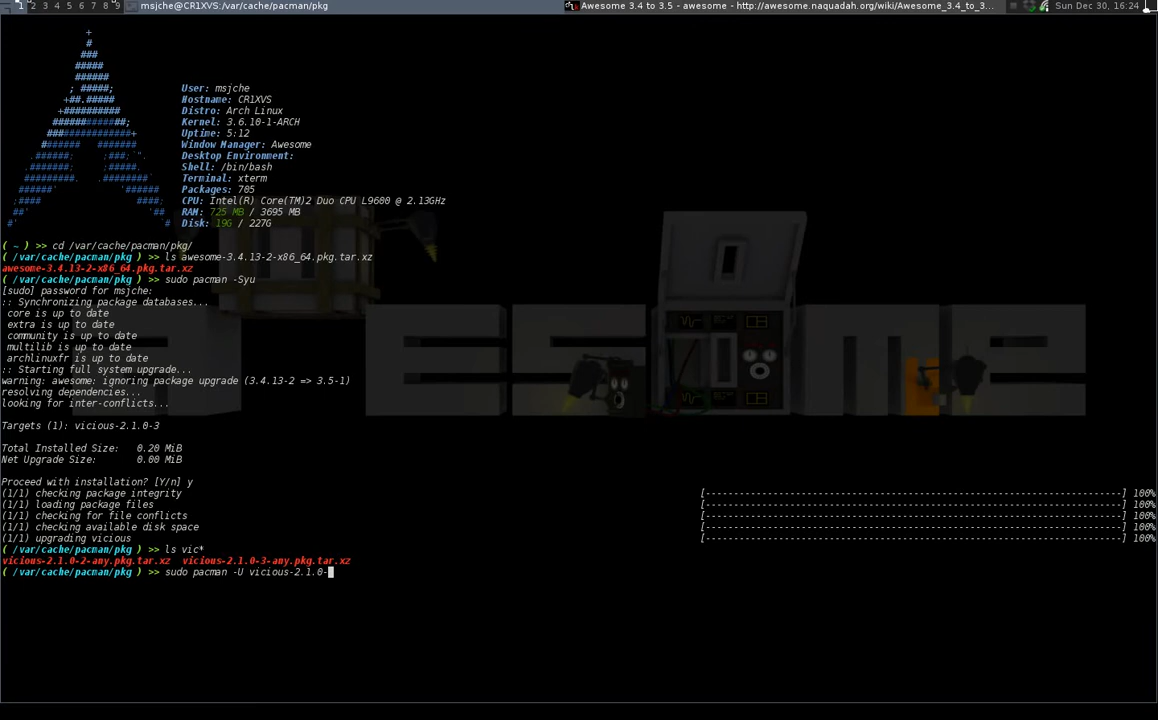 1 2 3 4 5 6 7 8 9 msjche@CR1XVS:/var/cache/pacman/pkg Awesome 3.4 to 3.5 - awesome - http://awesome.naquadah.org/wiki/Awesome_3.4_to_3... Sun Dec 30, 16:24
User: msjche
Hostname: CR1XVS
Distro: Arch Linux
Kernel: 3.6.10-1-ARCH
Uptime: 5:12
Window Manager: Awesome
Desktop Environment:
Shell: /bin/bash
Terminal: xterm
Packages: 705
CPU: Intel(R) Core(TM)2 Duo CPU L9600 @ 2.13GHz
RAM: 725 MB / 3695 MB
Disk: 19G / 227G
( ~ ) >> cd /var/cache/pacman/pkg/
( /var/cache/pacman/pkg ) >> ls awesome-3.4.13-2-x86_64.pkg.tar.xz
awesome-3.4.13-2-x86_64.pkg.tar.xz
( /var/cache/pacman/pkg ) >> sudo pacman -Syu
[sudo] password for msjche:
:: Synchronizing package databases...
core is up to date
extra is up to date
community is up to date
multilib is up to date
archlinuxfr is up to date
:: Starting full system upgrade...
warning: awesome: ignoring package upgrade (3.4.13-2 => 3.5-1)
resolving dependencies...
looking for inter-conflicts...
Targets (1): vicious-2.1.0-3
Total Installed Size: 0.20 MiB
Net Upgrade Size: 0.00 MiB
Proceed with installation? [Y/n] y
(1/1) checking package integrity [----------------------------------------------------------------------] 100%
(1/1) loading package files [----------------------------------------------------------------------] 100%
(1/1) checking for file conflicts [----------------------------------------------------------------------] 100%
(1/1) checking available disk space [----------------------------------------------------------------------] 100%
(1/1) upgrading vicious [----------------------------------------------------------------------] 100%
( /var/cache/pacman/pkg ) >> ls vic*
vicious-2.1.0-2-any.pkg.tar.xz vicious-2.1.0-3-any.pkg.tar.xz
( /var/cache/pacman/pkg ) >> sudo pacman -U vicious-2.1.0-